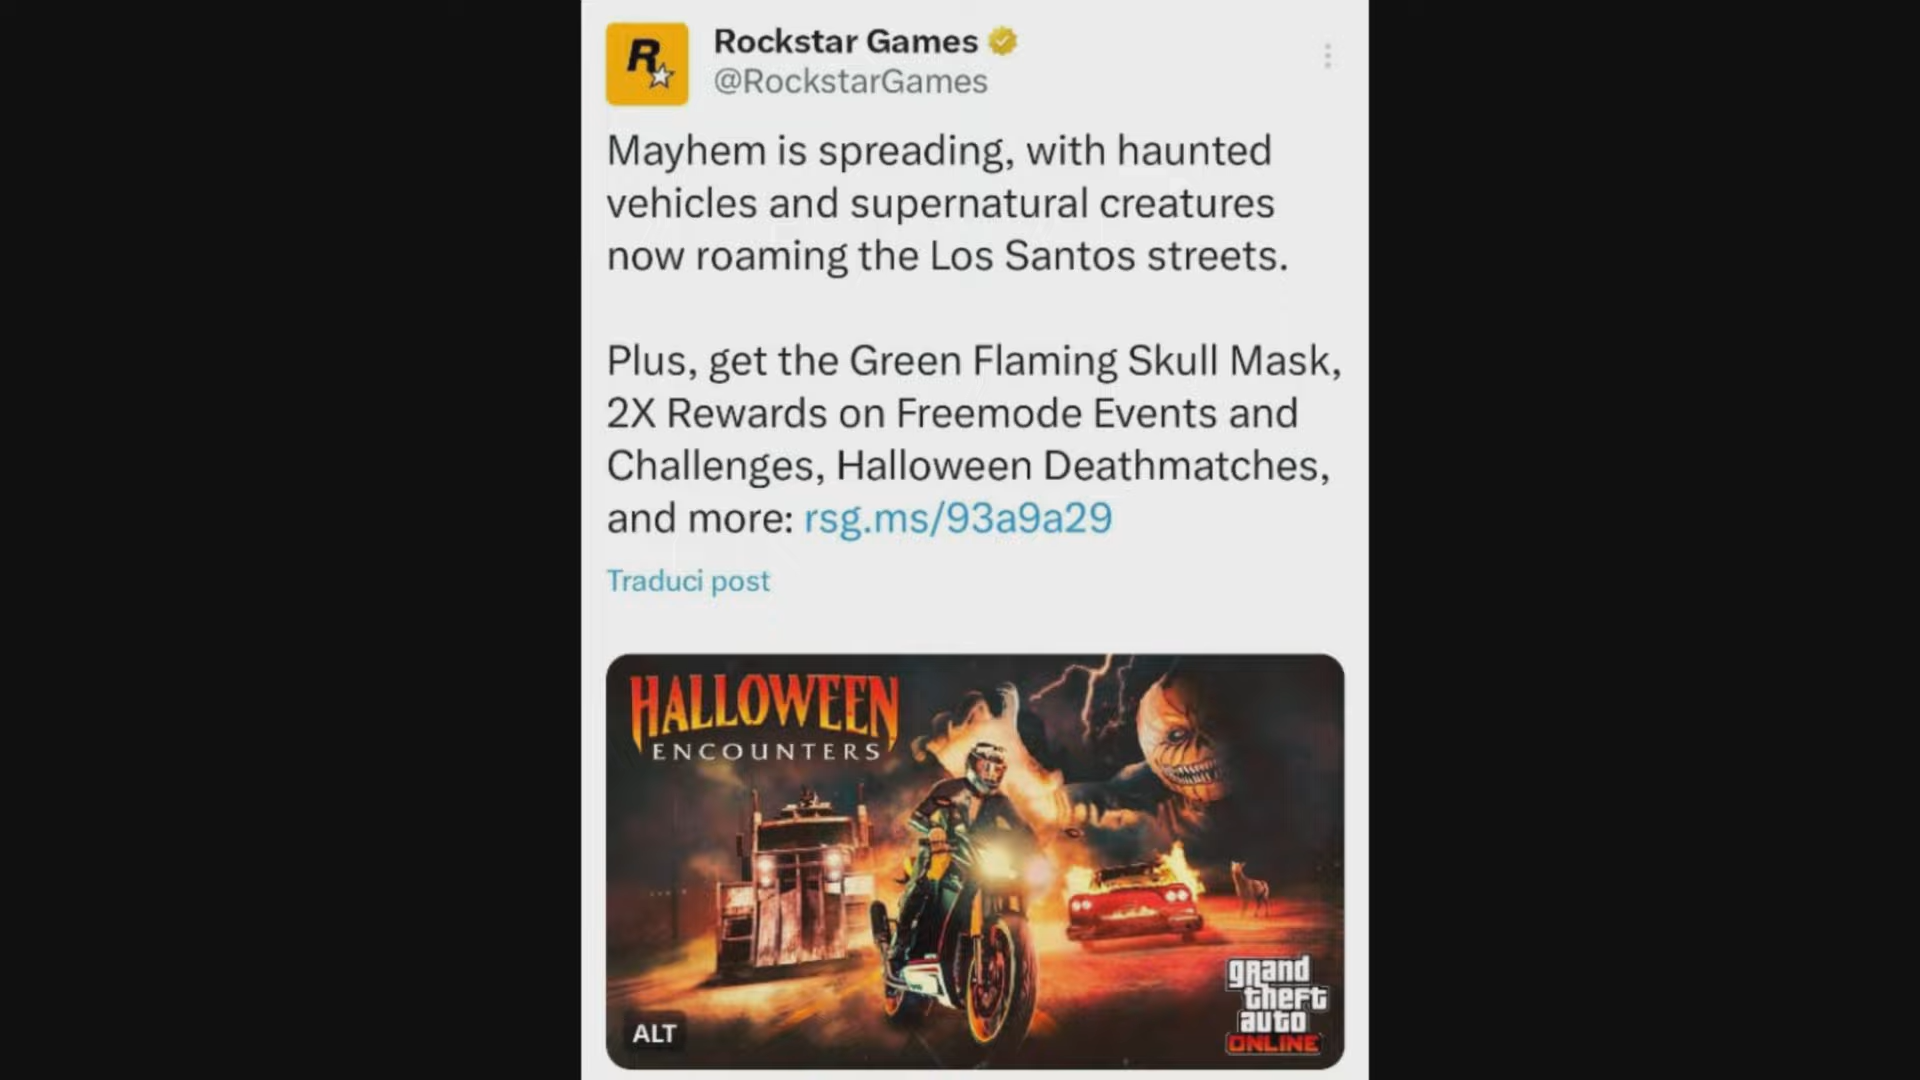 Rockstar Games
@RockstarGames
Mayhem is spreading, with haunted
vehicles and supernatural creatures
now roaming the Los Santos streets.
Plus, get the Green Flaming Skull Mask,
2X Rewards on Freemode Events and
Challenges, Halloween Deathmatches,
and more: rsg.ms/93a9a29
Traduci post
HALLOWEEN
ENCOUNTERS
grand
theft
auto
ONLINE
ALT